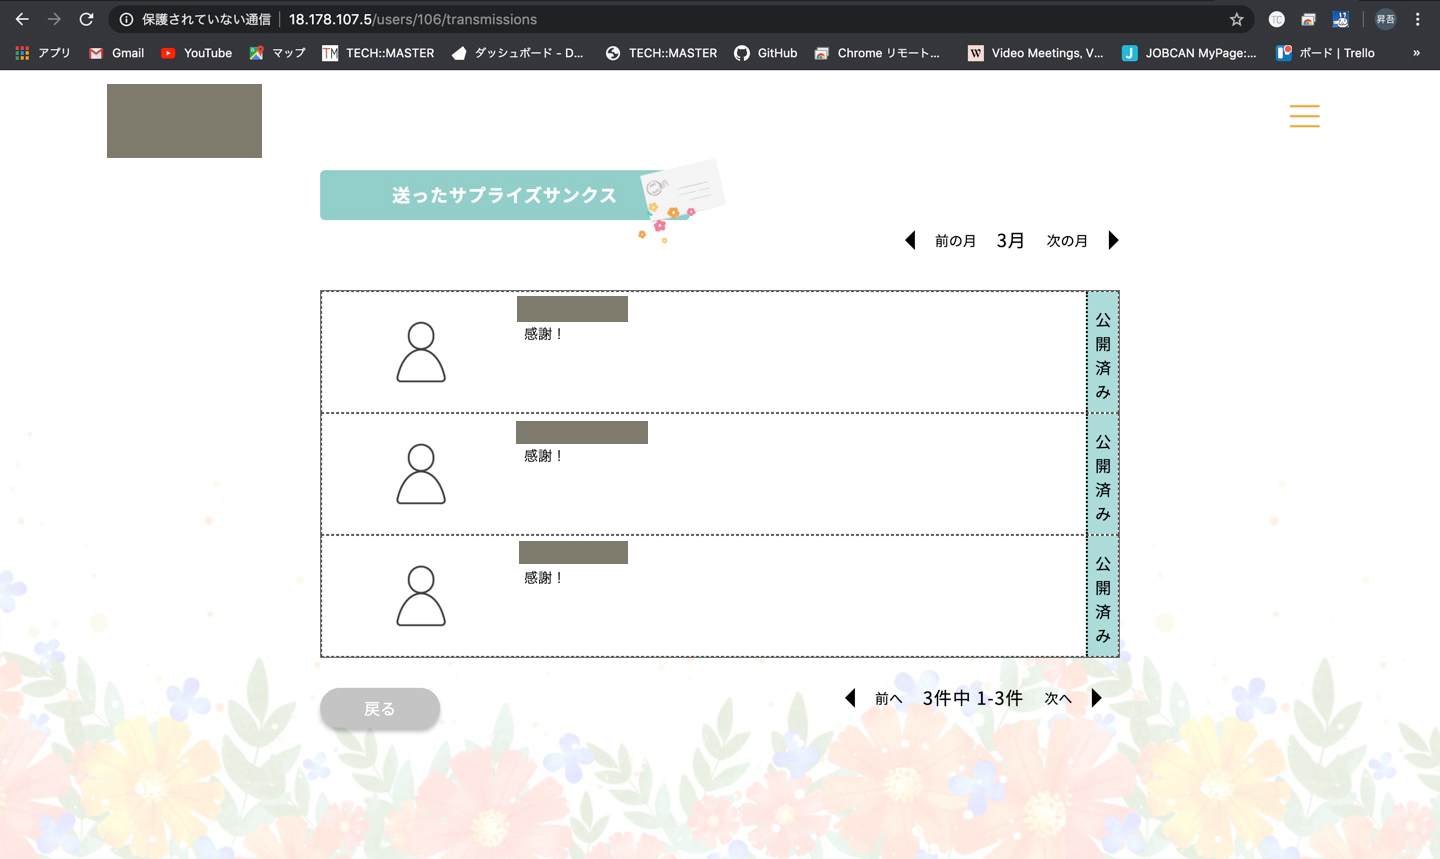 保護されていない通信 | 18.178.107.5/users/106/transmissions
TC
昇吾
アプリ Gmail YouTube マップ TM TECH::MASTER ダッシュボード - D... TECH::MASTER GitHub Chrome リモート... W Video Meetings, V... J JOBCAN MyPage:... ボード | Trello »
送ったサプライズサンクス
前の月 3月 次の月
感謝！
公開済み
感謝！
公開済み
感謝！
公開済み
戻る
前へ 3件中 1-3件 次へ